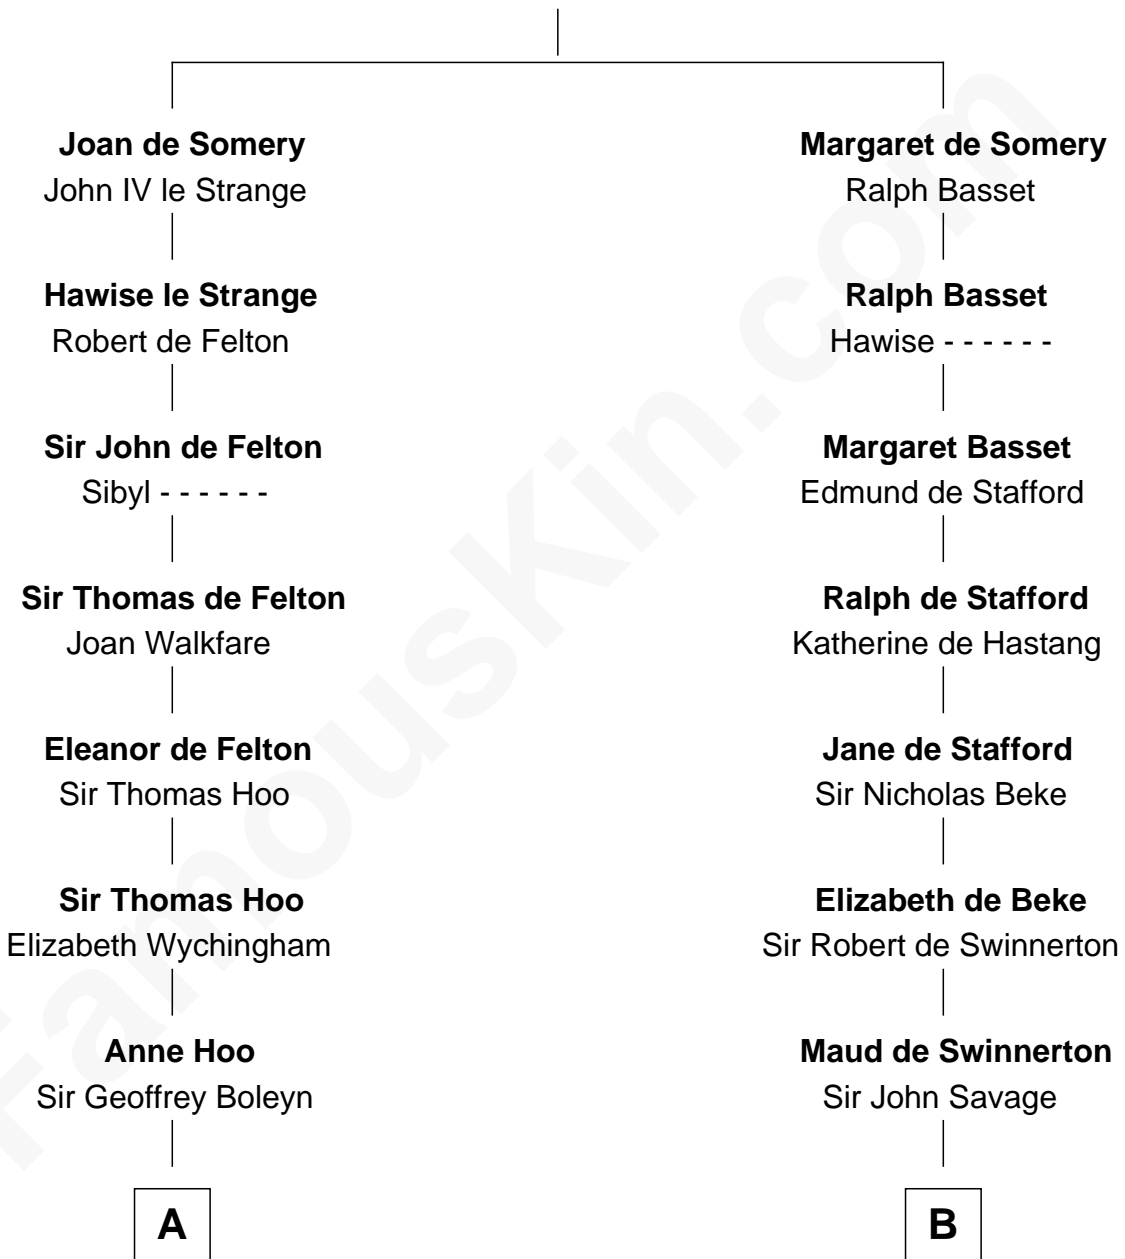 Joan de Somery
John IV le Strange
Hawise le Strange
Robert de Felton
Sir John de Felton
Sibyl - - - - - -
Sir Thomas de Felton
Joan Walkfare
Eleanor de Felton
Sir Thomas Hoo
Sir Thomas Hoo
Elizabeth Wychingham
Anne Hoo
Sir Geoffrey Boleyn
A
Margaret de Somery
Ralph Basset
Ralph Basset
Hawise - - - - - -
Margaret Basset
Edmund de Stafford
Ralph de Stafford
Katherine de Hastang
Jane de Stafford
Sir Nicholas Beke
Elizabeth de Beke
Sir Robert de Swinnerton
Maud de Swinnerton
Sir John Savage
B
FamousKin.com